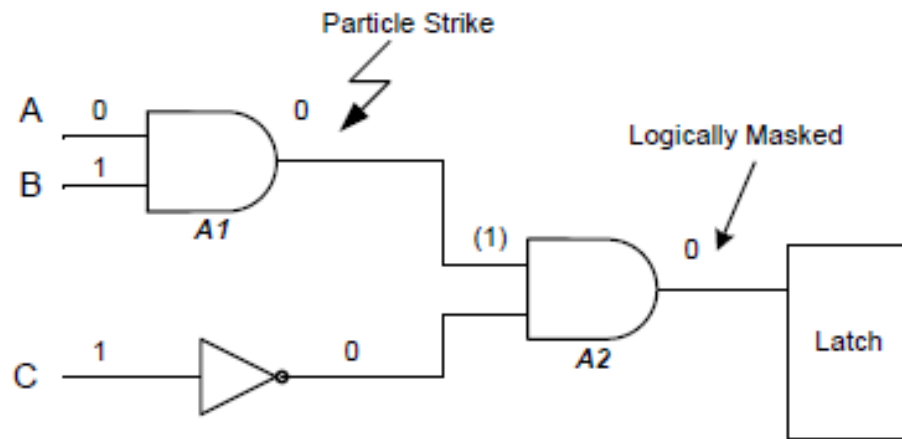 Particle Strike
A 0 0
B 1
A1
Logically Masked
(1) 0
C 1 0
A2
Latch